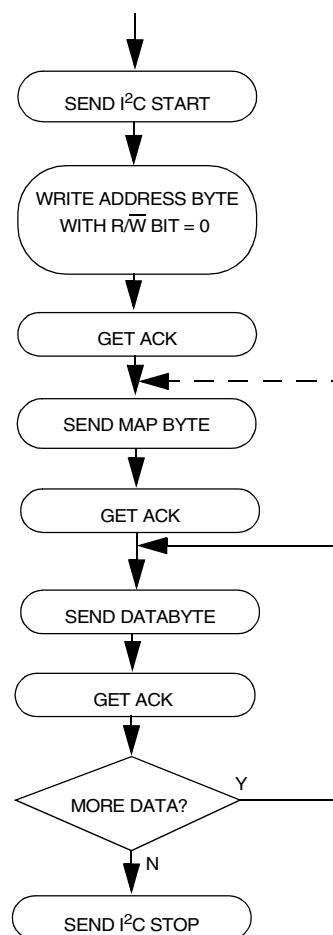 SEND I²C START
WRITE ADDRESS BYTE
WITH R/W̅ BIT = 0
GET ACK
SEND MAP BYTE
GET ACK
SEND DATABYTE
GET ACK
MORE DATA?
Y
N
SEND I²C STOP